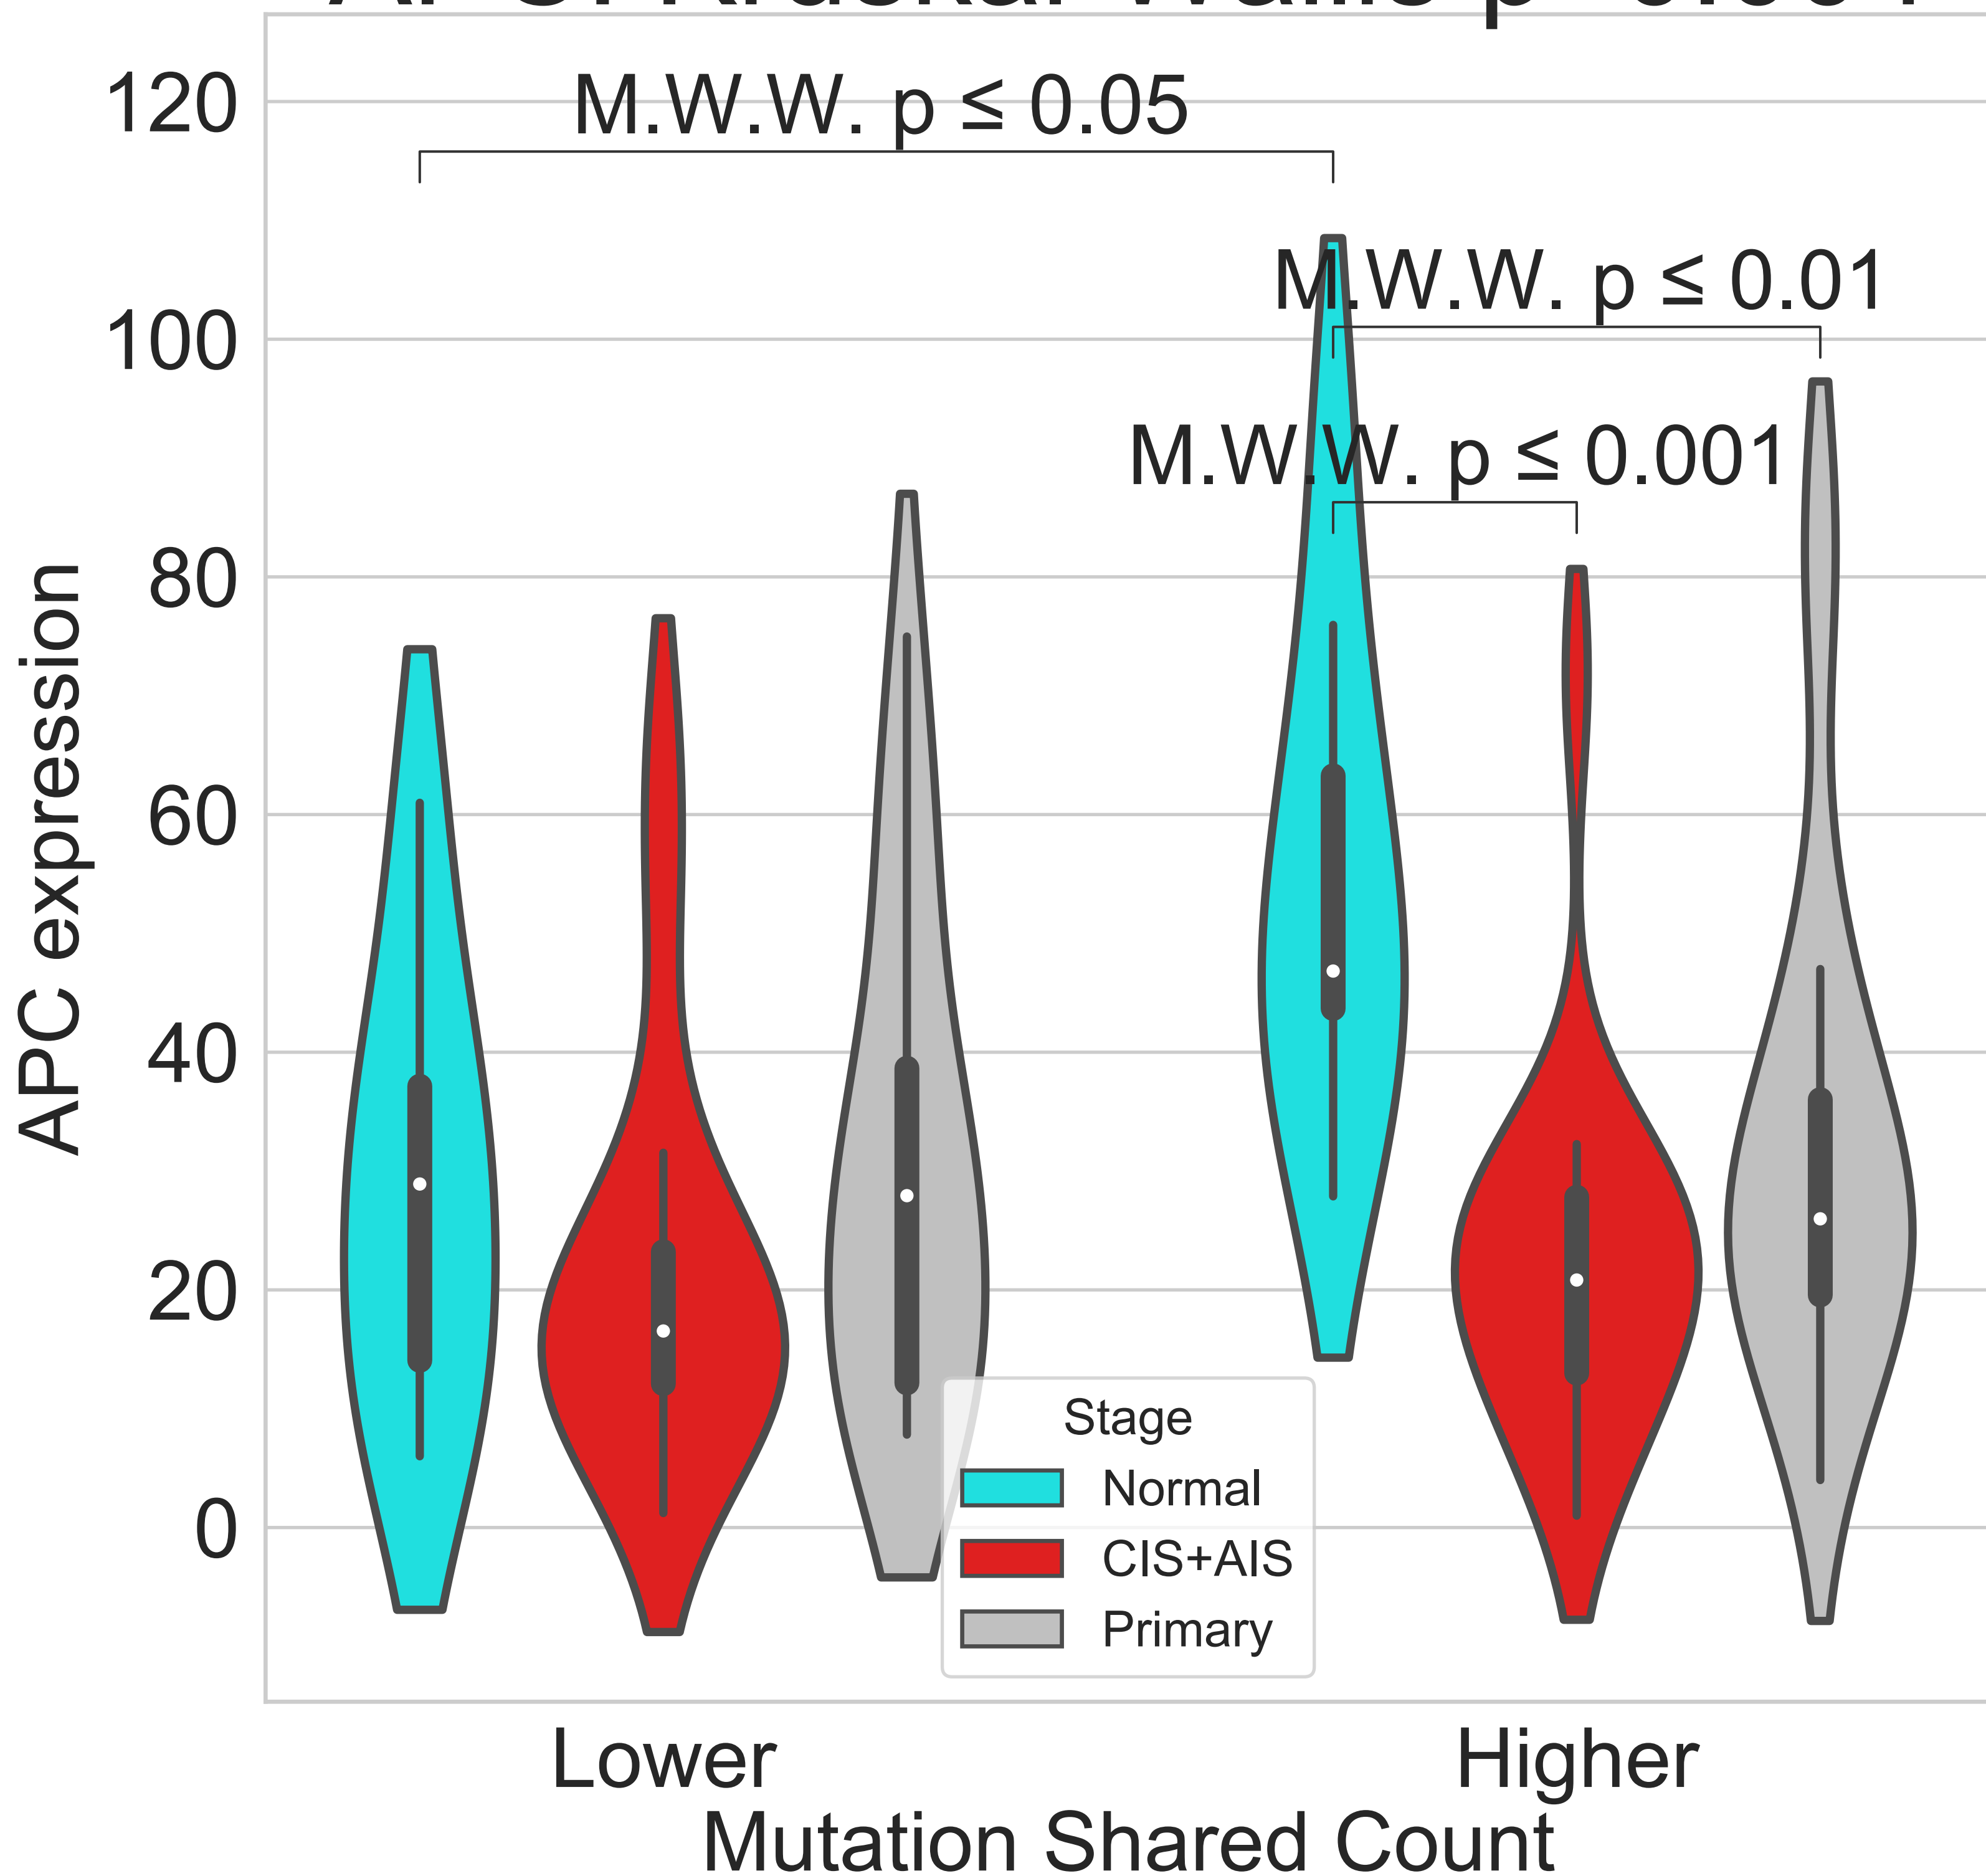 120
M.W.W. p ≤ 0.05
M.W.W. p ≤ 0.01
100
M.W.W. p ≤ 0.001
80
60
40
20
0
APC expression
Stage
Normal
CIS+AIS
Primary
Lower
Higher
Mutation Shared Count